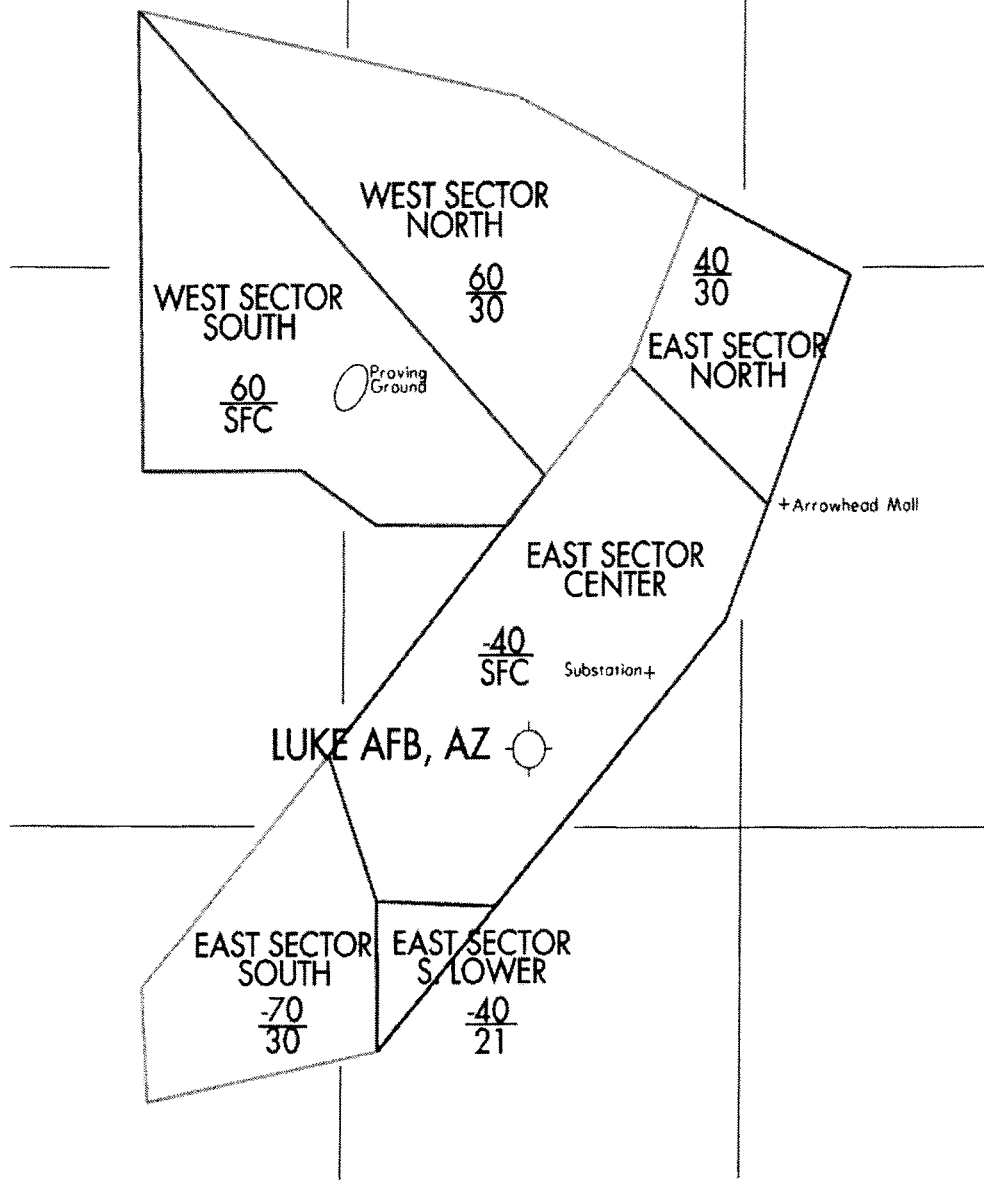 WEST SECTOR
NORTH
60
30
40
30
EAST SECTOR
NORTH
WEST SECTOR
SOUTH
60
SFC
Proving
Ground
+Arrowhead Mall
EAST SECTOR
CENTER
-40
SFC
Substation+
LUKE AFB, AZ
EAST SECTOR
SOUTH
-70
30
EAST SECTOR
S. LOWER
-40
21